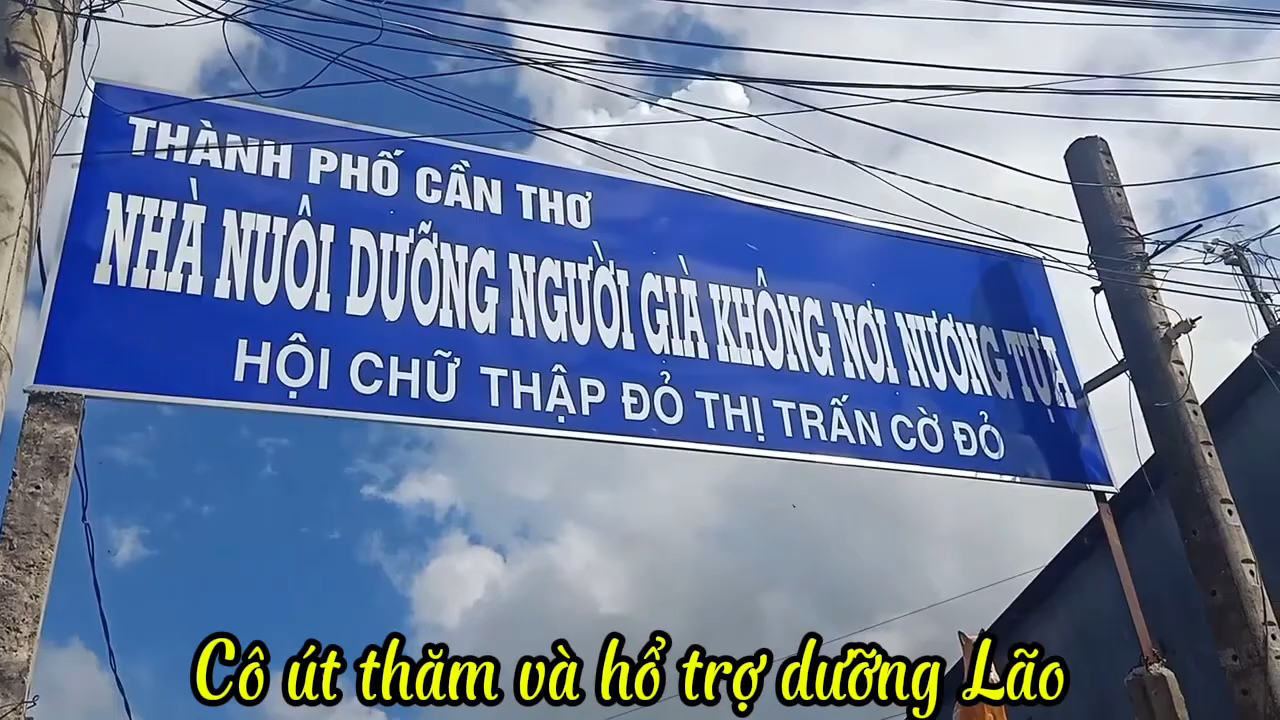 THÀNH PHỐ CẦN THƠ
NHÀ NUÔI DƯỠNG NGƯỜI GIÀ KHÔNG NƠI NƯƠNG TỰA
HỘI CHỮ THẬP ĐỎ THỊ TRẤN CỜ ĐỎ
Cô út thăm và hổ trợ dưỡng Lão